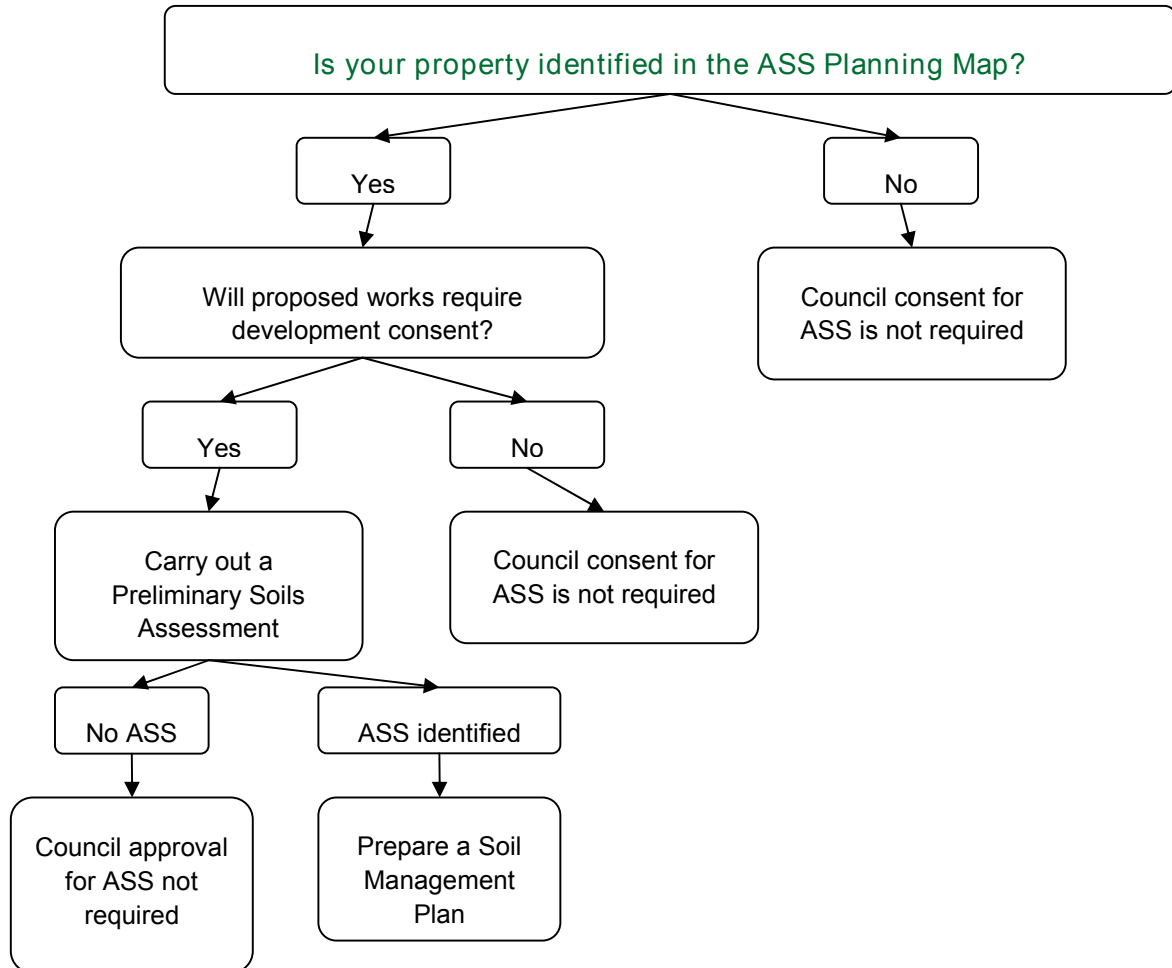 Is your property identified in the ASS Planning Map?
Yes
No
Will proposed works require
development consent?
Council consent for
ASS is not required
Yes
No
Carry out a
Preliminary Soils
Assessment
Council consent for
ASS is not required
No ASS
ASS identified
Council approval
for ASS not
required
Prepare a Soil
Management
Plan